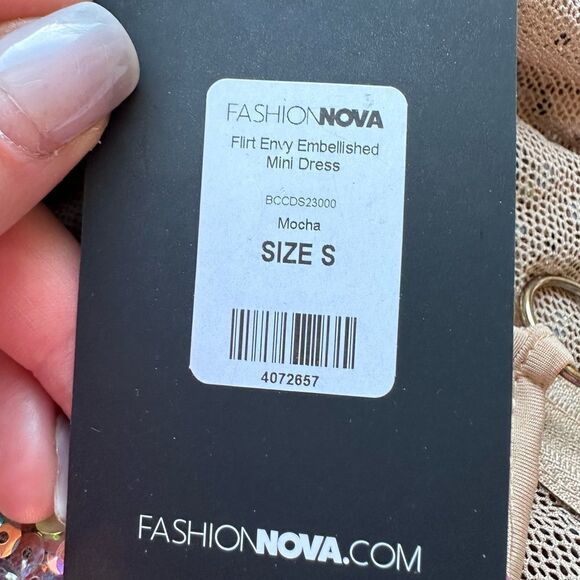 FASHIONNOVA
Flirt Envy Embellished
Mini Dress
BCCDS23000
Mocha
SIZE S
4072657
FASHIONNOVA.COM